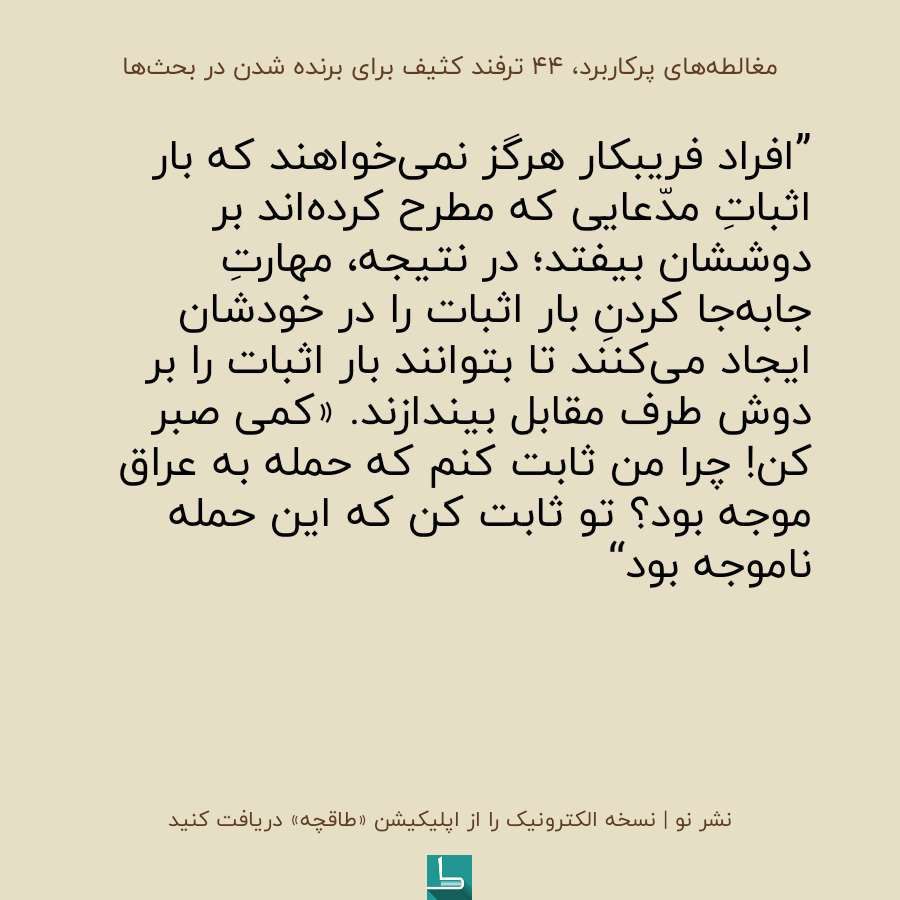 مغالطه‌های پرکاربرد، ۴۴ ترفند کثیف برای برنده شدن در بحث‌ها
”افراد فریبکار هرگز نمی‌خواهند که بار
اثباتِ مدّعایی که مطرح کرده‌اند بر
دوششان بیفتد؛ در نتیجه، مهارتِ
جابه‌جا کردنِ بار اثبات را در خودشان
ایجاد می‌کنند تا بتوانند بار اثبات را بر
دوش طرف مقابل بیندازند. «کمی صبر
کن! چرا من ثابت کنم که حمله به عراق
موجه بود؟ تو ثابت کن که این حمله
ناموجه بود“
نشر نو | نسخه الکترونیک را از اپلیکیشن «طاقچه» دریافت کنید